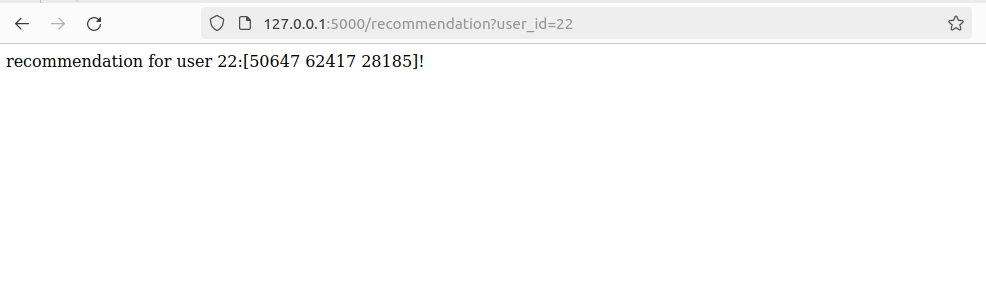 127.0.0.1:5000/recommendation?user_id=22
recommendation for user 22:[50647 62417 28185]!